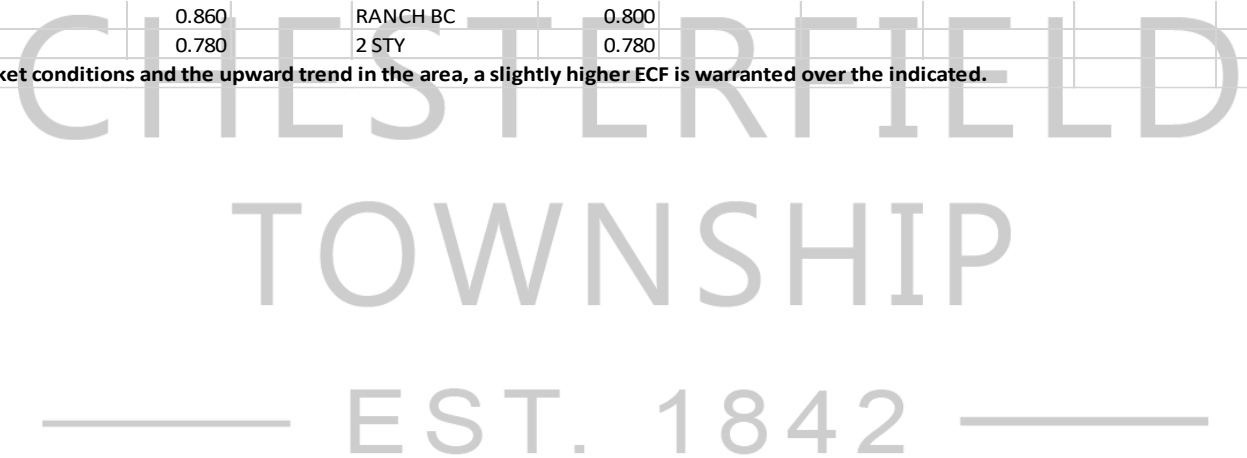 0.860 RANCH BC 0.800
0.780 2 STY 0.780
conditions and the upward trend in the area, a slightly higher ECF is warranted over the indicated.
CHESTERFIELD
TOWNSHIP
EST. 1842